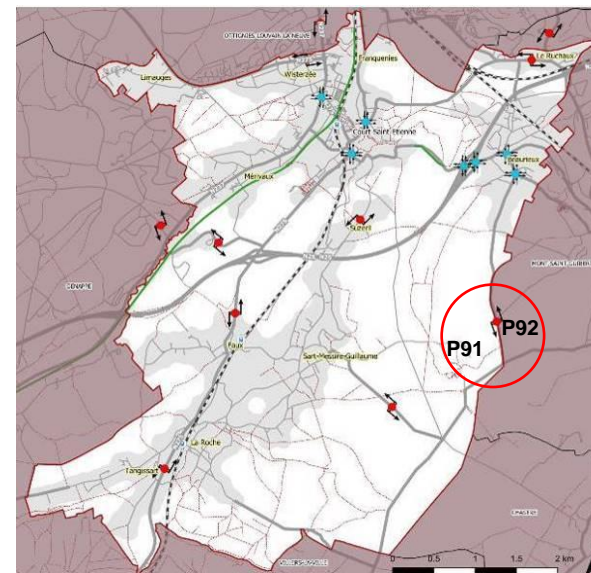 OTTIGNIES-LOUVAIN-LA-NEUVE
Le Ruchaux
Franquenies
Limauges
Wisterzée
Court-Saint-Etienne
Beaurieux
Mérivaux
Suzeril
MONT-SAINT-GUIBERT
GENAPPE
P92
P91
Faux
Sart-Messire-Guillaume
La Roche
Tangissart
CHASTRE
VILLERS-LA-VILLE
0 0.5 1 1.5 2 km